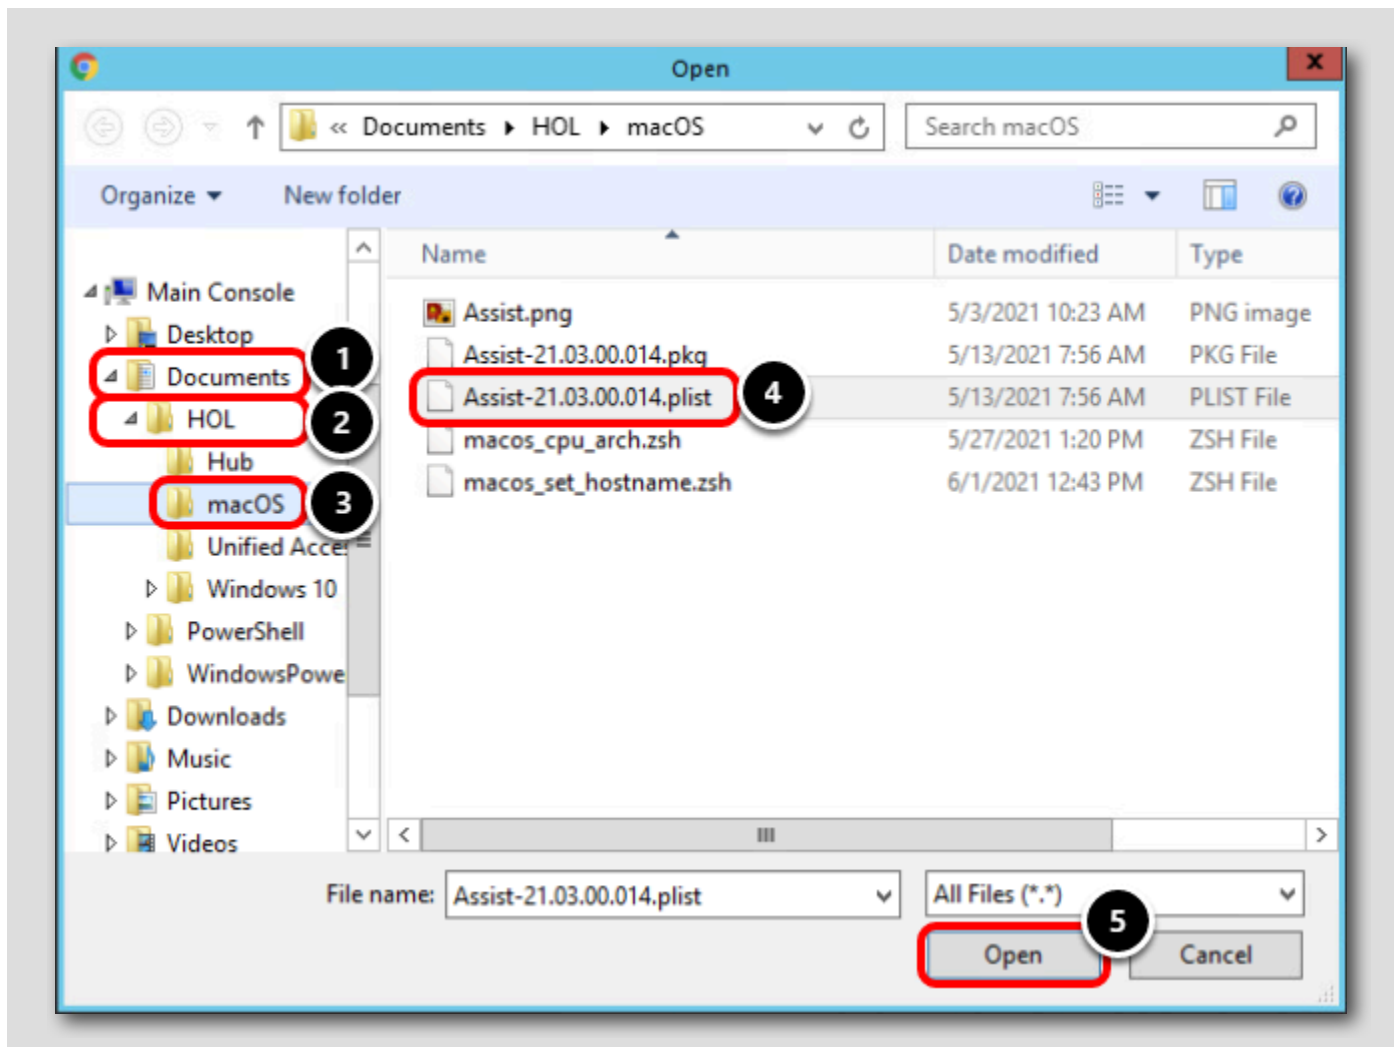 Open
x
« Documents HOL macOS
Search macOS
Organize
New folder
Name
Date modified
Type
Main Console
Desktop
1
Documents
HOL
2
Hub
macOS
3
Unified Acce
Windows 10
PowerShell
WindowsPowe
Downloads
Music
Pictures
Videos
Assist.png 5/3/2021 10:23 AM PNG image
Assist-21.03.00.014.pkg 5/13/2021 7:56 AM PKG File
Assist-21.03.00.014.plist 4 5/13/2021 7:56 AM PLIST File
macos_cpu_arch.zsh 5/27/2021 1:20 PM ZSH File
macos_set_hostname.zsh 6/1/2021 12:43 PM ZSH File
File name: Assist-21.03.00.014.plist
All Files (*.*)
5
Open
Cancel